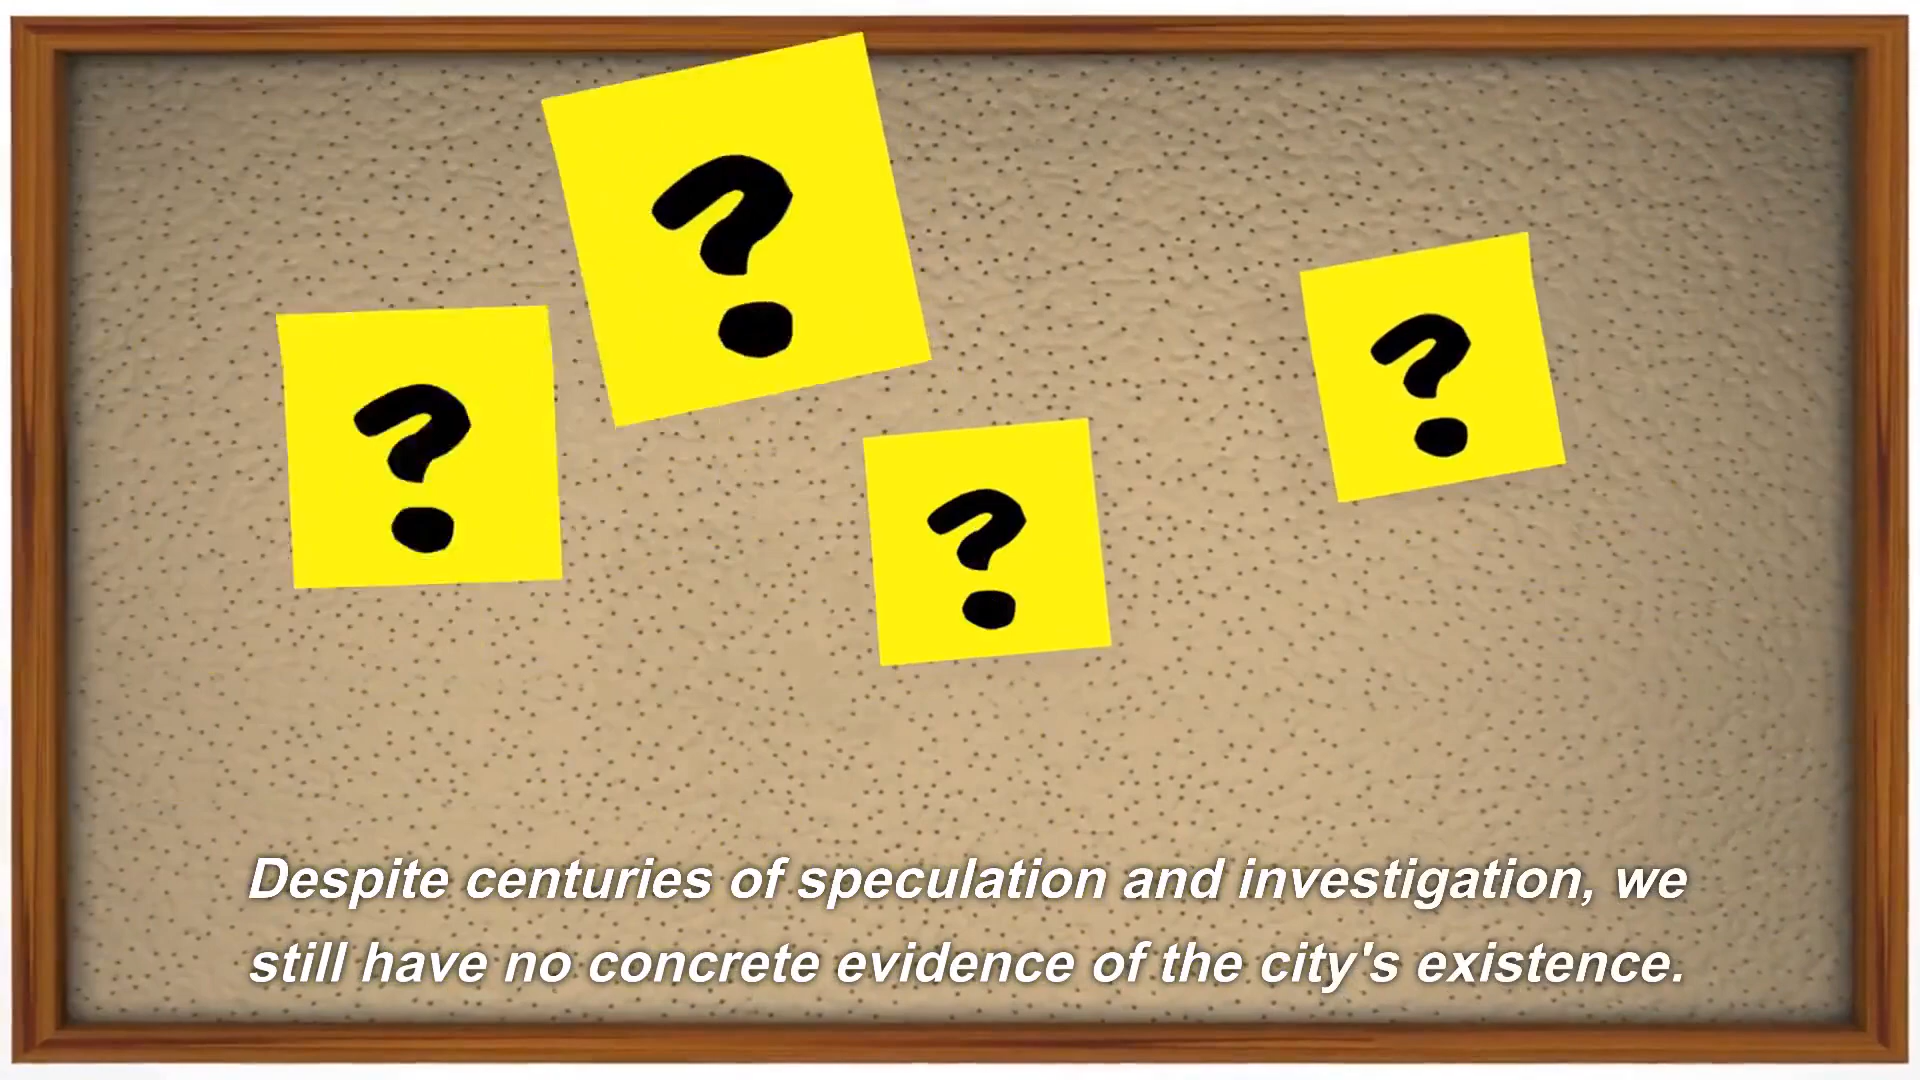 ?
?
?
?
Despite centuries of speculation and investigation, we
still have no concrete evidence of the city's existence.